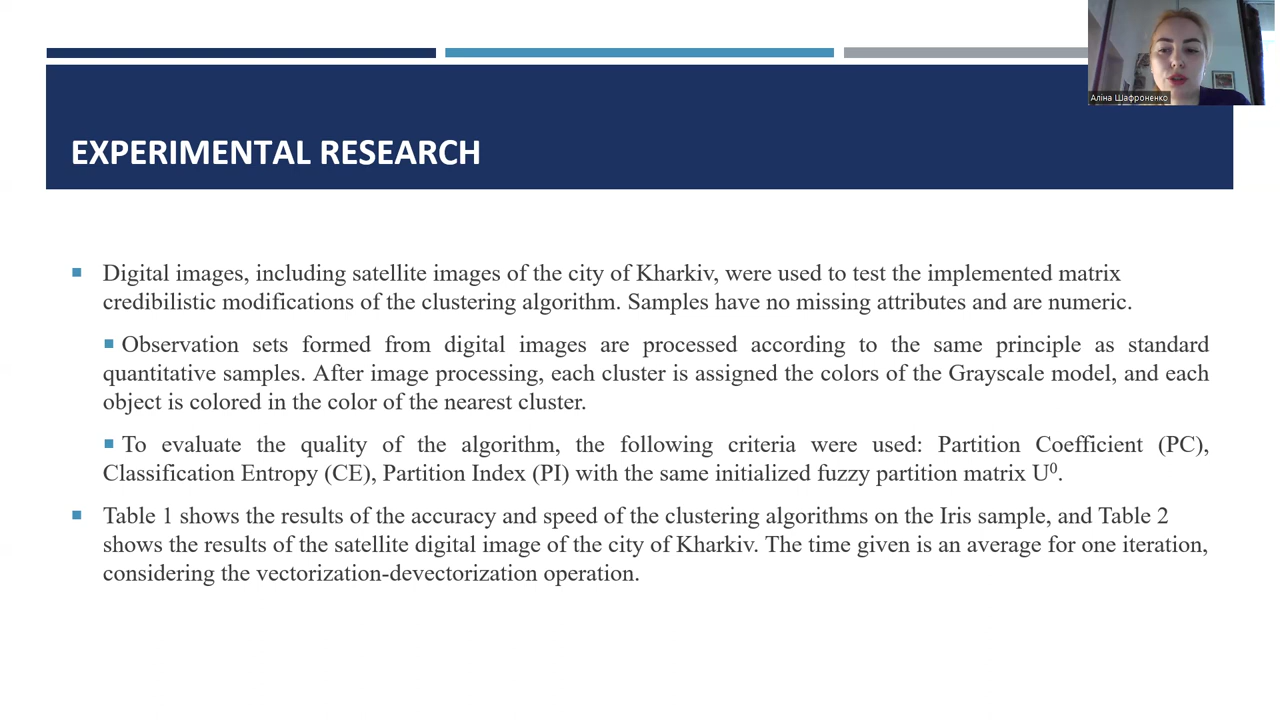 Аліна Шафроненко
EXPERIMENTAL RESEARCH
Digital images, including satellite images of the city of Kharkiv, were used to test the implemented matrix
credibilistic modifications of the clustering algorithm. Samples have no missing attributes and are numeric.
Observation sets formed from digital images are processed according to the same principle as standard
quantitative samples. After image processing, each cluster is assigned the colors of the Grayscale model, and each
object is colored in the color of the nearest cluster.
To evaluate the quality of the algorithm, the following criteria were used: Partition Coefficient (PC),
Classification Entropy (CE), Partition Index (PI) with the same initialized fuzzy partition matrix U⁰.
Table 1 shows the results of the accuracy and speed of the clustering algorithms on the Iris sample, and Table 2
shows the results of the satellite digital image of the city of Kharkiv. The time given is an average for one iteration,
considering the vectorization-devectorization operation.